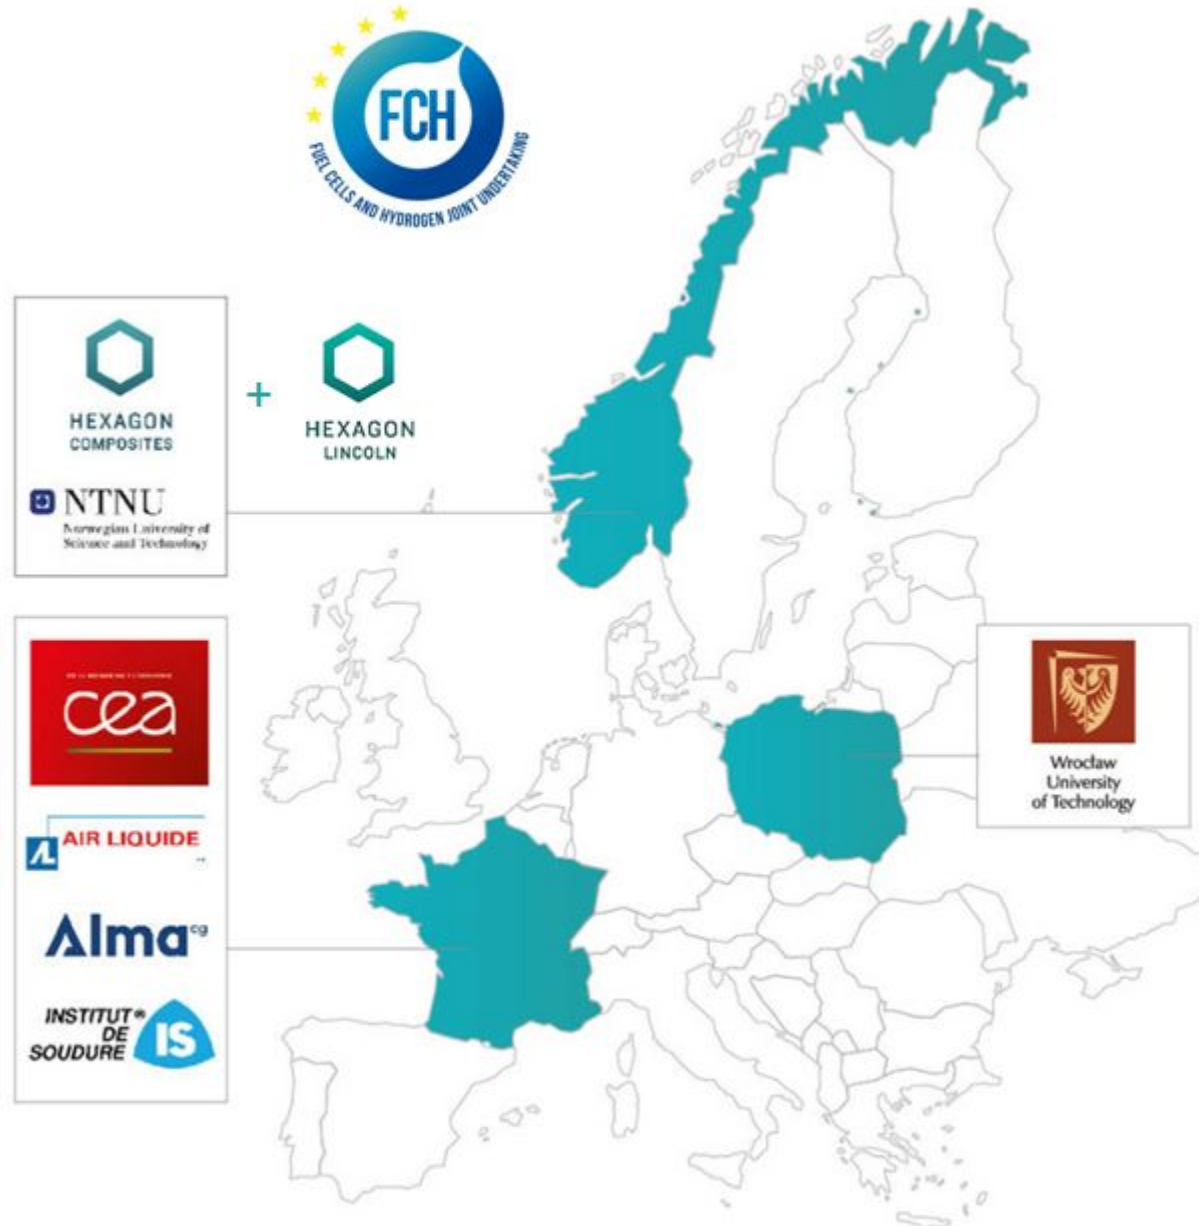 FCH
FUEL CELLS AND HYDROGEN JOINT UNDERTAKING
HEXAGON
COMPOSITES
+
HEXAGON
LINCOLN
NTNU
Norwegian University of
Science and Technology
cea
AIR LIQUIDE
Alma cg
INSTITUT®
DE
SOUDURE
IS
Wrocław
University
of Technology